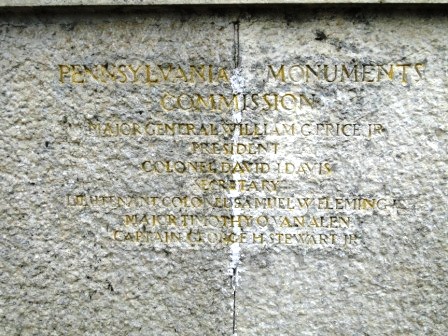 PENNSYLVANIA MONUMENTS
COMMISSION
MAJOR GENERAL WILLIAM G. PRICE JR
PRESIDENT
COLONEL DAVID J. DAVIS
SECRETARY
LIEUTENANT COLONEL SAMUEL W. FLEMING JR.
MAJOR TIMOTHY O. VAN ALEN
CAPTAIN GEORGE H. STEWART JR